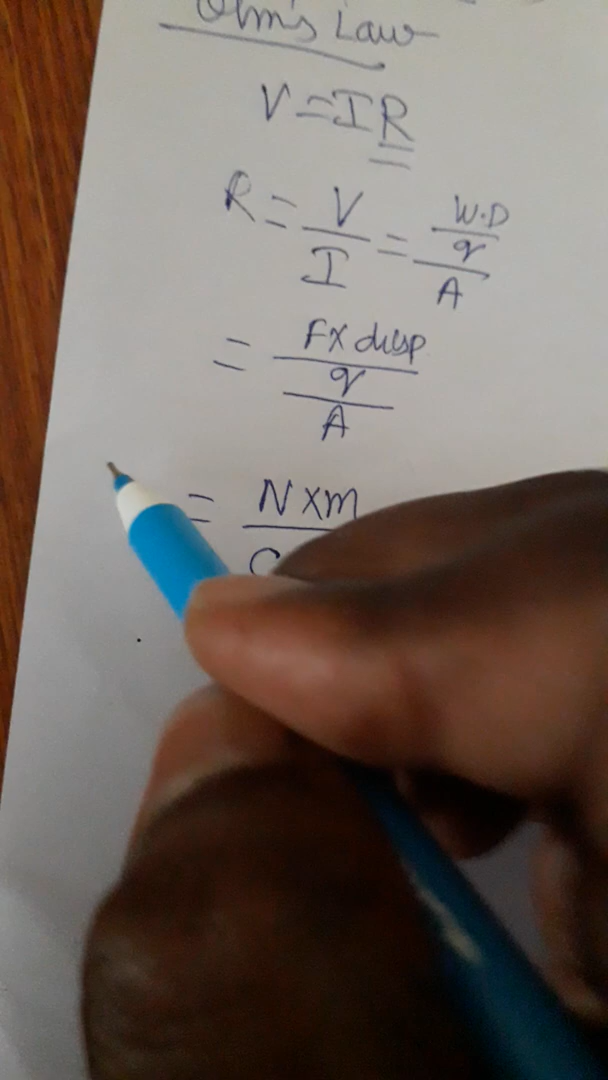 Ohm's Law
V = IR
R = V/I = W.D/q/A
= F x disp/q/A
= N x m/C